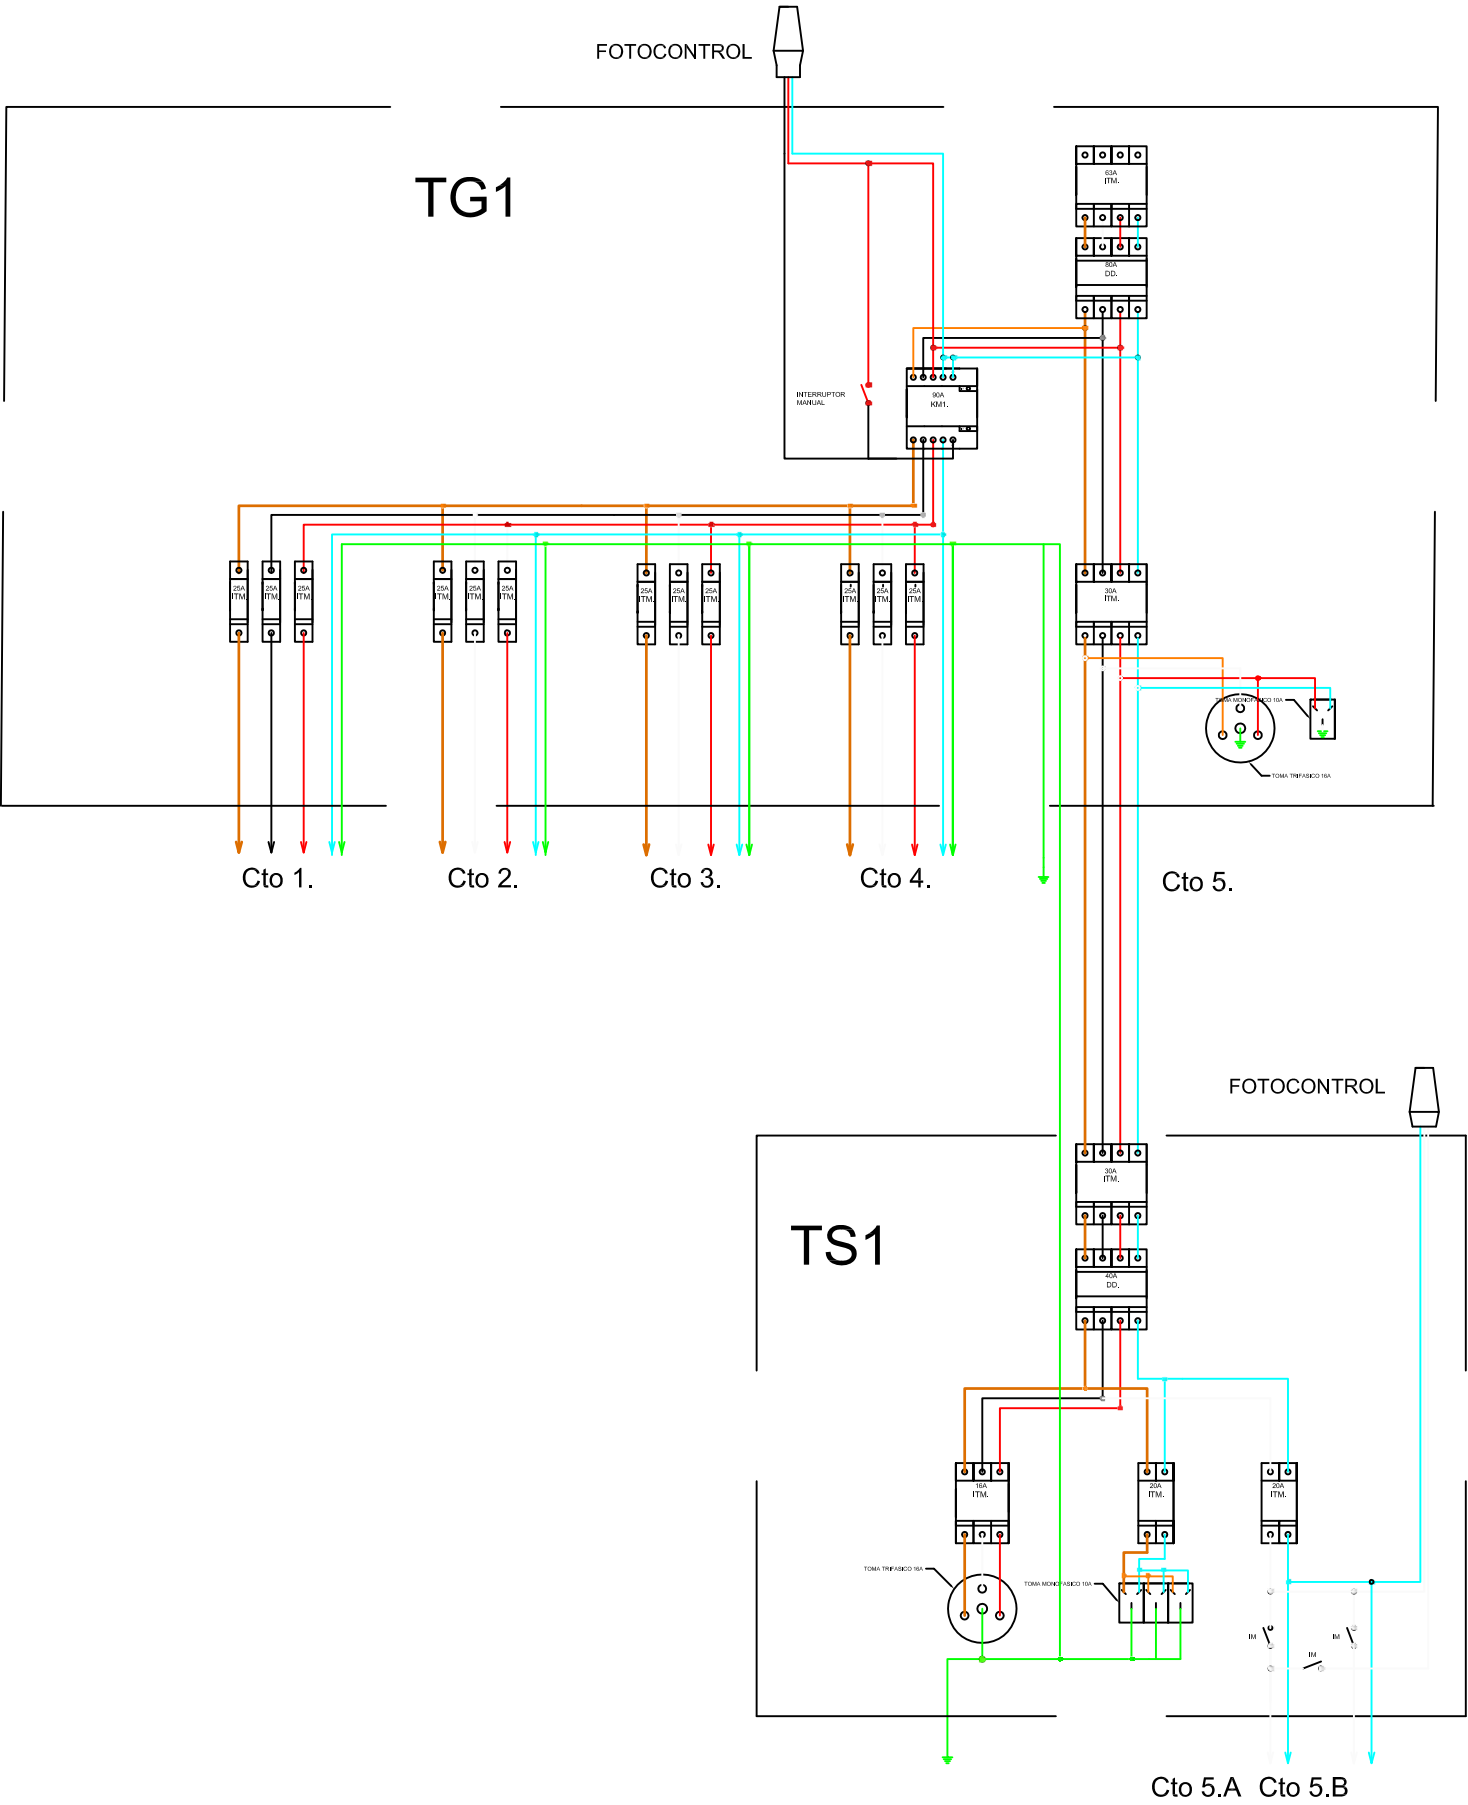 FOTOCONTROL
TG1
63A
ITM.
80A
DD.
INTERRUPTOR
MANUAL
90A
KM1.
25A
ITM.
25A
ITM.
25A
ITM.
25A
ITM.
25A
ITM.
25A
ITM.
25A
ITM.
25A
ITM.
25A
ITM.
25A
ITM.
25A
ITM.
25A
ITM.
30A
ITM.
TOMA MONOFASICO 10A
TOMA TRIFASICO 16A
Cto 1.
Cto 2.
Cto 3.
Cto 4.
Cto 5.
FOTOCONTROL
TS1
30A
ITM.
40A
DD.
16A
ITM.
20A
ITM.
20A
ITM.
TOMA TRIFASICO 16A
TOMA MONOFASICO 10A
IM
IM
IM
Cto 5.A
Cto 5.B